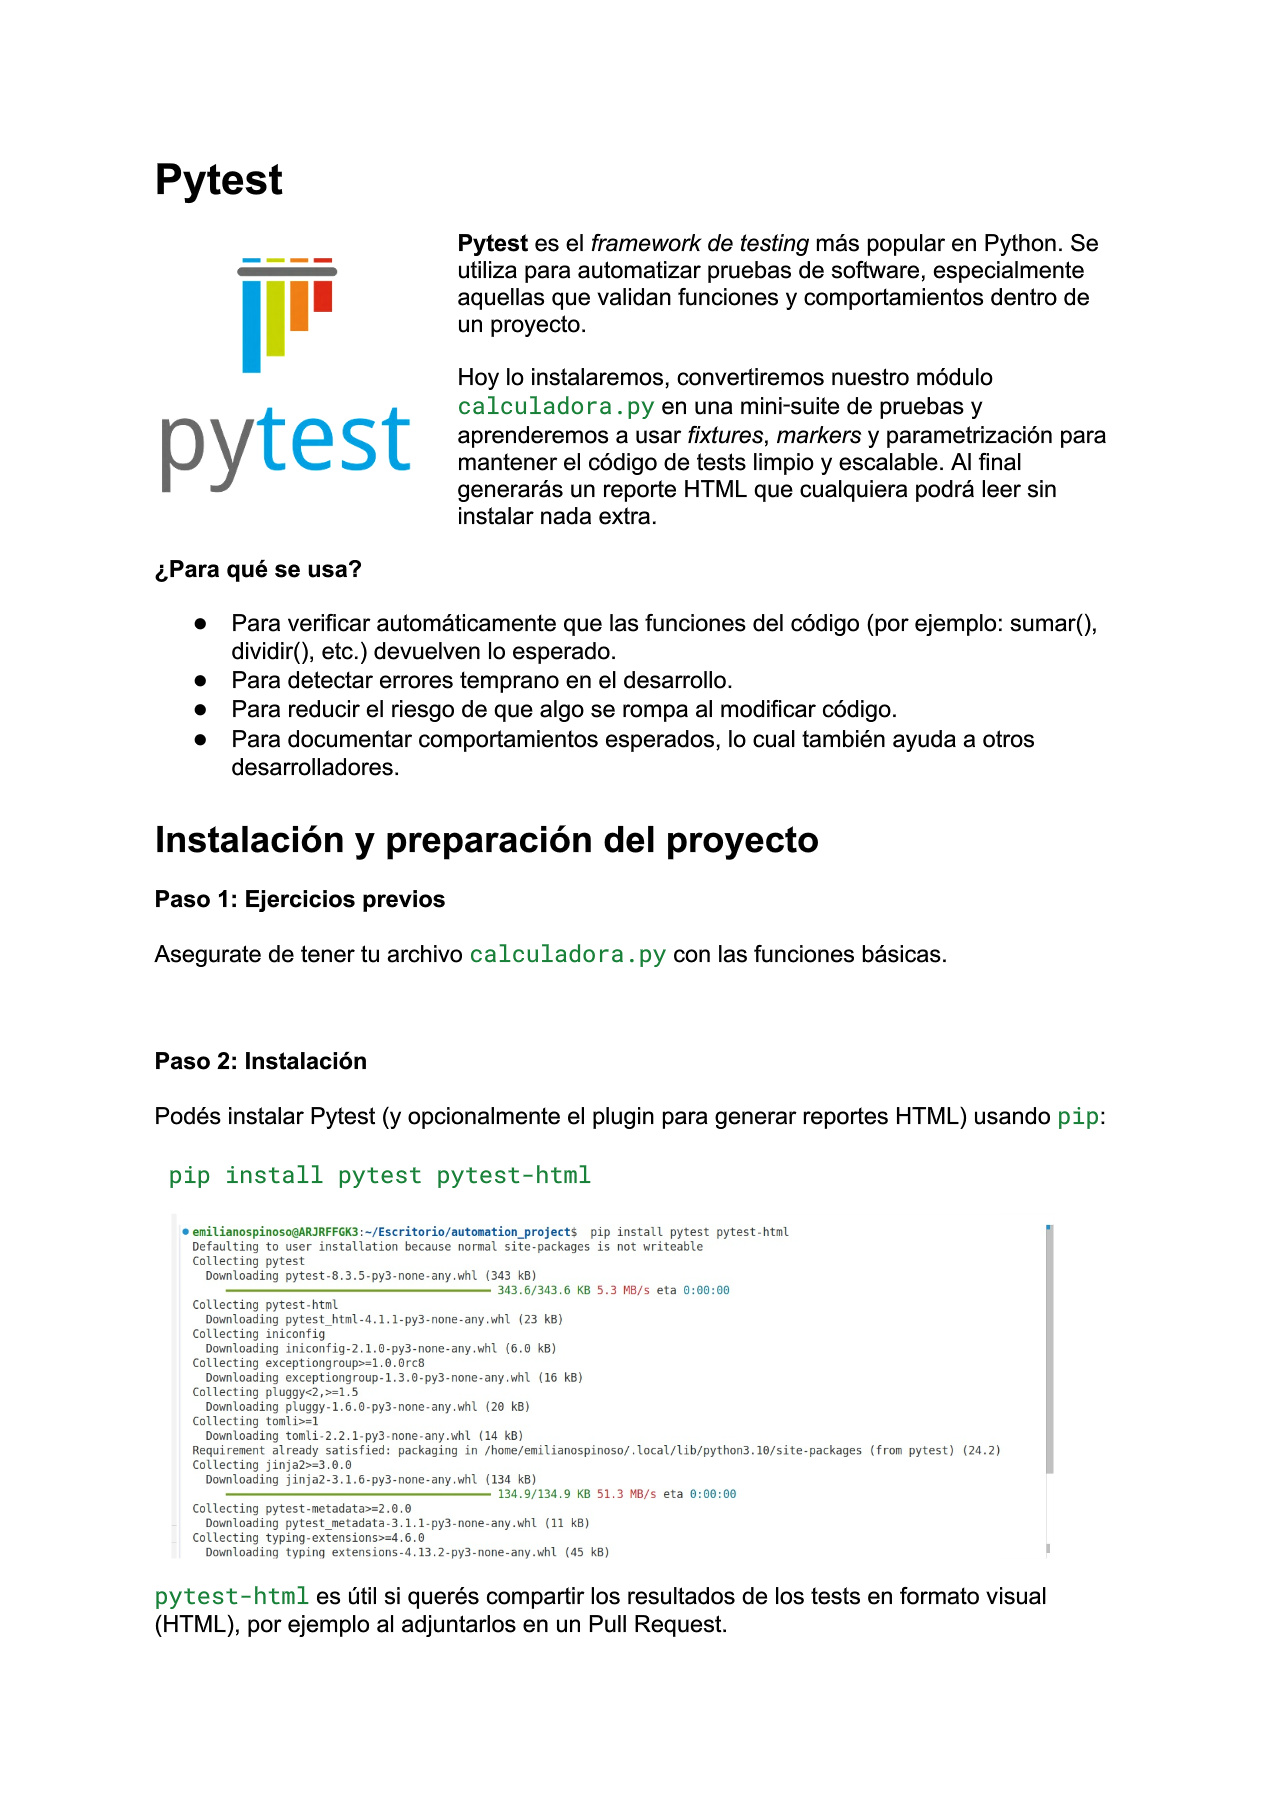 Pytest
pytest
Pytest es el framework de testing más popular en Python. Se
utiliza para automatizar pruebas de software, especialmente
aquellas que validan funciones y comportamientos dentro de
un proyecto.
Hoy lo instalaremos, convertiremos nuestro módulo
calculadora.py en una mini-suite de pruebas y
aprenderemos a usar fixtures, markers y parametrización para
mantener el código de tests limpio y escalable. Al final
generarás un reporte HTML que cualquiera podrá leer sin
instalar nada extra.
¿Para qué se usa?
● Para verificar automáticamente que las funciones del código (por ejemplo: sumar(),
dividir(), etc.) devuelven lo esperado.
● Para detectar errores temprano en el desarrollo.
● Para reducir el riesgo de que algo se rompa al modificar código.
● Para documentar comportamientos esperados, lo cual también ayuda a otros
desarrolladores.
Instalación y preparación del proyecto
Paso 1: Ejercicios previos
Asegurate de tener tu archivo calculadora.py con las funciones básicas.
Paso 2: Instalación
Podés instalar Pytest (y opcionalmente el plugin para generar reportes HTML) usando pip:
pip install pytest pytest-html
emilianospinoso@ARJRFFGK3:~/Escritorio/automation_project$ pip install pytest pytest-html
Defaulting to user installation because normal site-packages is not writeable
Collecting pytest
Downloading pytest-8.3.5-py3-none-any.whl (343 kB)
343.6/343.6 KB 5.3 MB/s eta 0:00:00
Collecting pytest-html
Downloading pytest_html-4.1.1-py3-none-any.whl (23 kB)
Collecting iniconfig
Downloading iniconfig-2.1.0-py3-none-any.whl (6.0 kB)
Collecting exceptiongroup>=1.0.0rc8
Downloading exceptiongroup-1.3.0-py3-none-any.whl (16 kB)
Collecting pluggy<2,>=1.5
Downloading pluggy-1.6.0-py3-none-any.whl (20 kB)
Collecting tomli>=1
Downloading tomli-2.2.1-py3-none-any.whl (14 kB)
Requirement already satisfied: packaging in /home/emilianospinoso/.local/lib/python3.10/site-packages (from pytest) (24.2)
Collecting jinja2>=3.0.0
Downloading jinja2-3.1.6-py3-none-any.whl (134 kB)
134.9/134.9 KB 51.3 MB/s eta 0:00:00
Collecting pytest-metadata>=2.0.0
Downloading pytest_metadata-3.1.1-py3-none-any.whl (11 kB)
Collecting typing-extensions>=4.6.0
Downloading typing_extensions-4.13.2-py3-none-any.whl (45 kB)
pytest-html es útil si querés compartir los resultados de los tests en formato visual
(HTML), por ejemplo al adjuntarlos en un Pull Request.